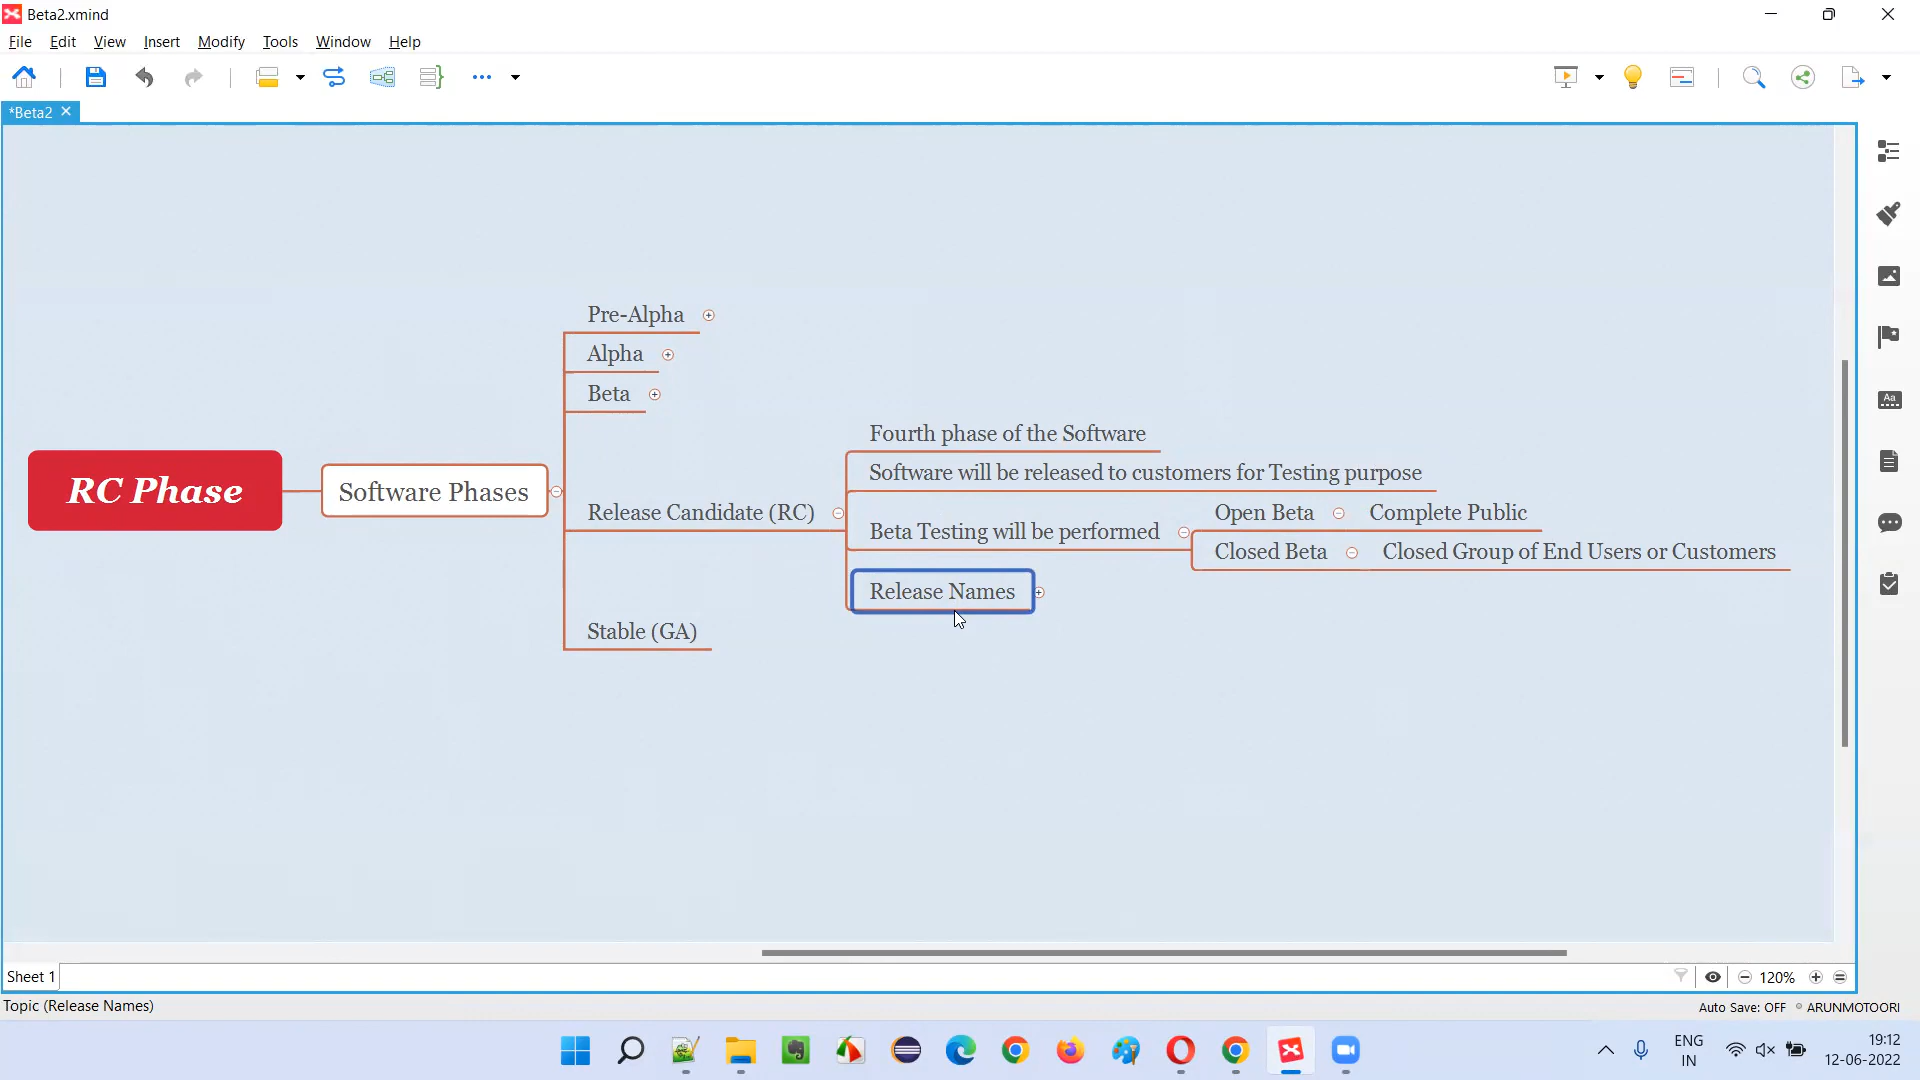 Beta2.xmind
File Edit View Insert Modify Tools Window Help
*Beta2
Pre-Alpha
Alpha
Beta
Fourth phase of the Software
Software will be released to customers for Testing purpose
RC Phase
Software Phases
Release Candidate (RC)
Beta Testing will be performed
Open Beta
Complete Public
Closed Beta
Closed Group of End Users or Customers
Release Names
Stable (GA)
Aa
Sheet 1
120%
Topic (Release Names)
Auto Save: OFF
ARUNMOTOORI
ENG
IN
19:12
12-06-2022